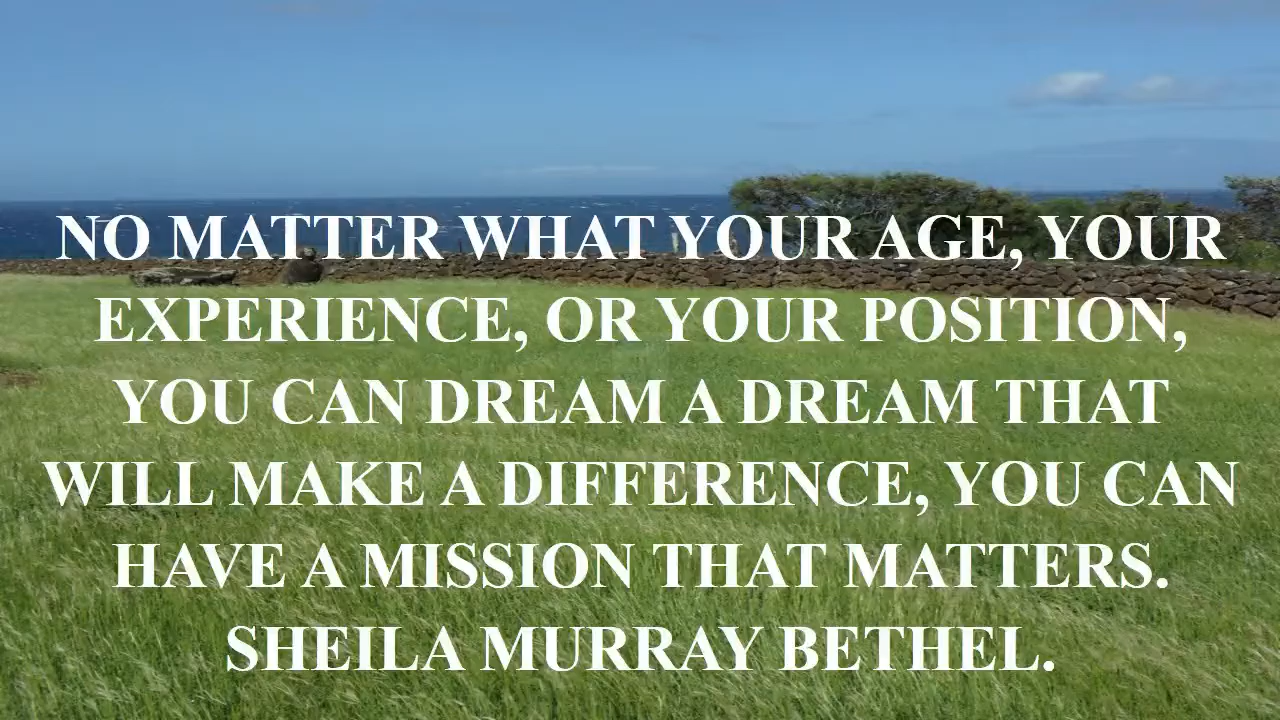 NO MATTER WHAT YOUR AGE, YOUR
EXPERIENCE, OR YOUR POSITION,
YOU CAN DREAM A DREAM THAT
WILL MAKE A DIFFERENCE, YOU CAN
HAVE A MISSION THAT MATTERS.
SHEILA MURRAY BETHEL.